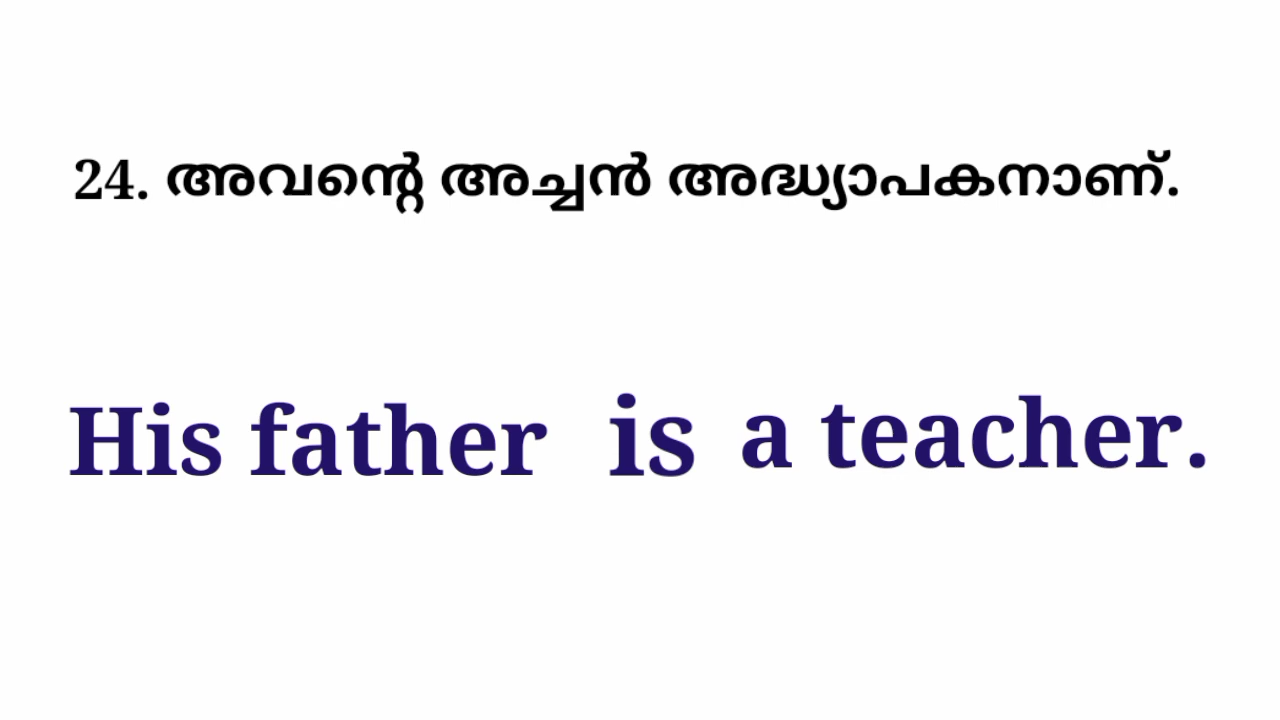 24. അവന്റെ അച്ചൻ അദ്ധ്യാപകനാണ്.
His father is a teacher.